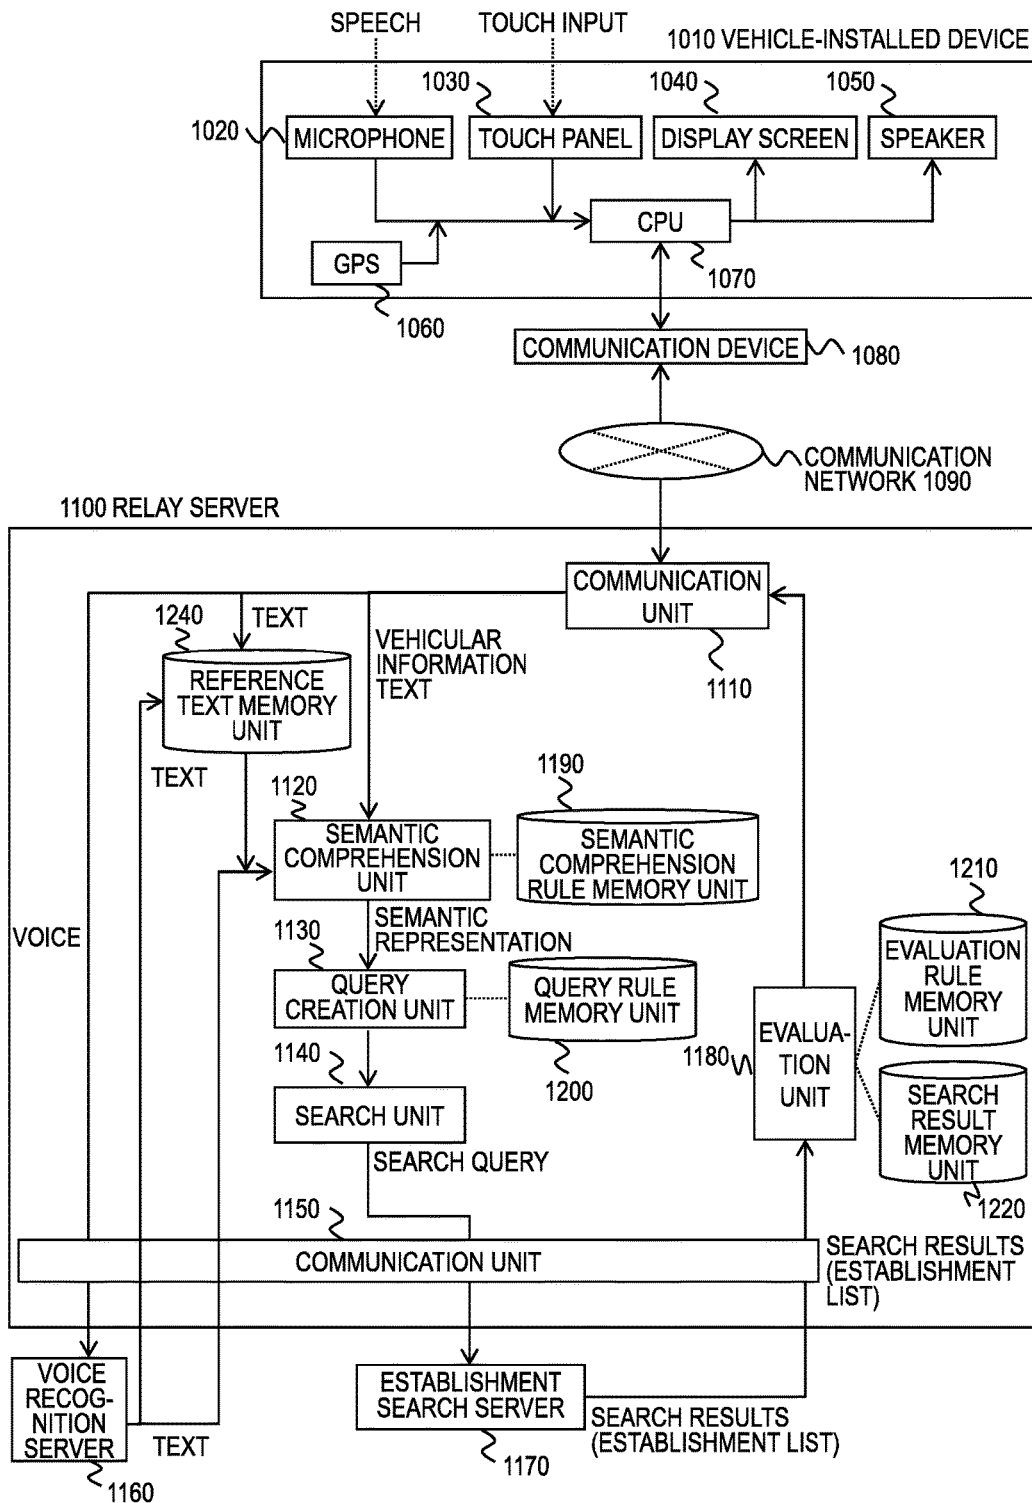 SPEECH
TOUCH INPUT
1010 VEHICLE-INSTALLED DEVICE
1030
1040
1050
1020
MICROPHONE
TOUCH PANEL
DISPLAY SCREEN
SPEAKER
CPU
GPS
1070
1060
COMMUNICATION DEVICE
1080
COMMUNICATION
NETWORK 1090
1100 RELAY SERVER
COMMUNICATION
UNIT
1110
1240
TEXT
REFERENCE
TEXT MEMORY
UNIT
VEHICULAR
INFORMATION
TEXT
TEXT
1120
1190
SEMANTIC
COMPREHENSION
UNIT
SEMANTIC
COMPREHENSION
RULE MEMORY UNIT
VOICE
SEMANTIC
REPRESENTATION
1130
QUERY
CREATION UNIT
QUERY RULE
MEMORY UNIT
1200
1210
EVALUATION
RULE
MEMORY
UNIT
1180
EVALUA-
TION
UNIT
1140
SEARCH UNIT
SEARCH
RESULT
MEMORY
UNIT
1220
SEARCH QUERY
1150
COMMUNICATION UNIT
SEARCH RESULTS
(ESTABLISHMENT
LIST)
VOICE
RECOG-
NITION
SERVER
1160
TEXT
ESTABLISHMENT
SEARCH SERVER
1170
SEARCH RESULTS
(ESTABLISHMENT LIST)